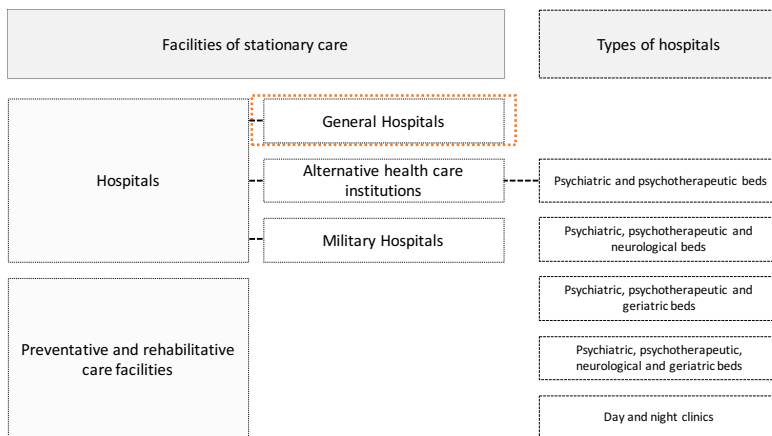 Facilities of stationary care
Types of hospitals
Hospitals
General Hospitals
Alternative health care
institutions
Military Hospitals
Preventative and rehabilitative
care facilities
Psychiatric and psychotherapeutic beds
Psychiatric, psychotherapeutic and
neurological beds
Psychiatric, psychotherapeutic and
geriatric beds
Psychiatric, psychotherapeutic,
neurological and geriatric beds
Day and night clinics